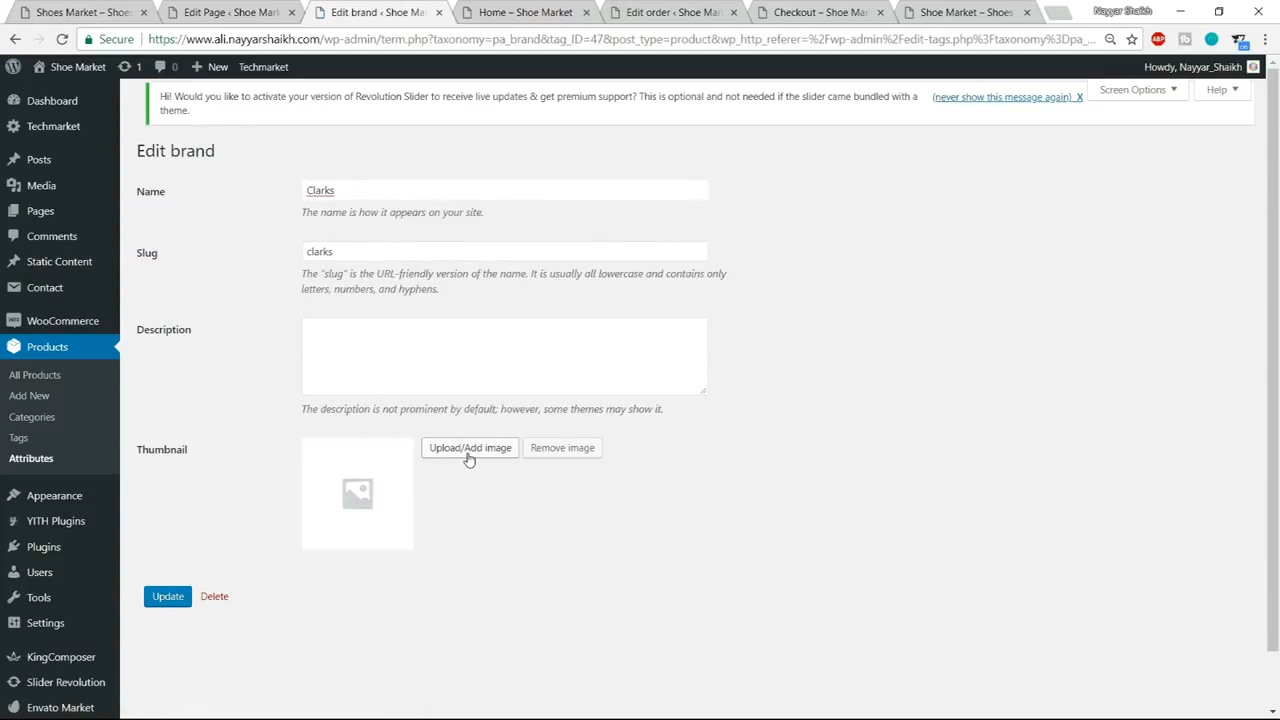 Shoes Market – Shoes
Edit Page ‹ Shoe Mark
Edit brand ‹ Shoe Mar
Home – Shoe Market
Edit order ‹ Shoe Mar
Checkout – Shoe Mar
Shoe Market – Shoes
Nayyar Shaikh
Secure
https://www.ali.nayyarshaikh.com/wp-admin/term.php?taxonomy=pa_brand&tag_ID=47&post_type=product&wp_http_referer=%2Fwp-admin%2Fedit-tags.php%3Ftaxonomy%3Dpa_...
ABP
Shoe Market
1
0
New
Techmarket
Howdy, Nayyar_Shaikh
Hi! Would you like to activate your version of Revolution Slider to receive live updates & get premium support? This is optional and not needed if the slider came bundled with a
theme.
(never show this message again) X
Screen Options
Help
Dashboard
Techmarket
Posts
Media
Pages
Comments
Static Content
Contact
WooCommerce
Products
All Products
Add New
Categories
Tags
Attributes
Appearance
YITH Plugins
Plugins
Users
Tools
Settings
KingComposer
Slider Revolution
Envato Market
Edit brand
Name
Clarks
The name is how it appears on your site.
Slug
clarks
The “slug” is the URL-friendly version of the name. It is usually all lowercase and contains only
letters, numbers, and hyphens.
Description
The description is not prominent by default; however, some themes may show it.
Thumbnail
Upload/Add image
Remove image
Update
Delete